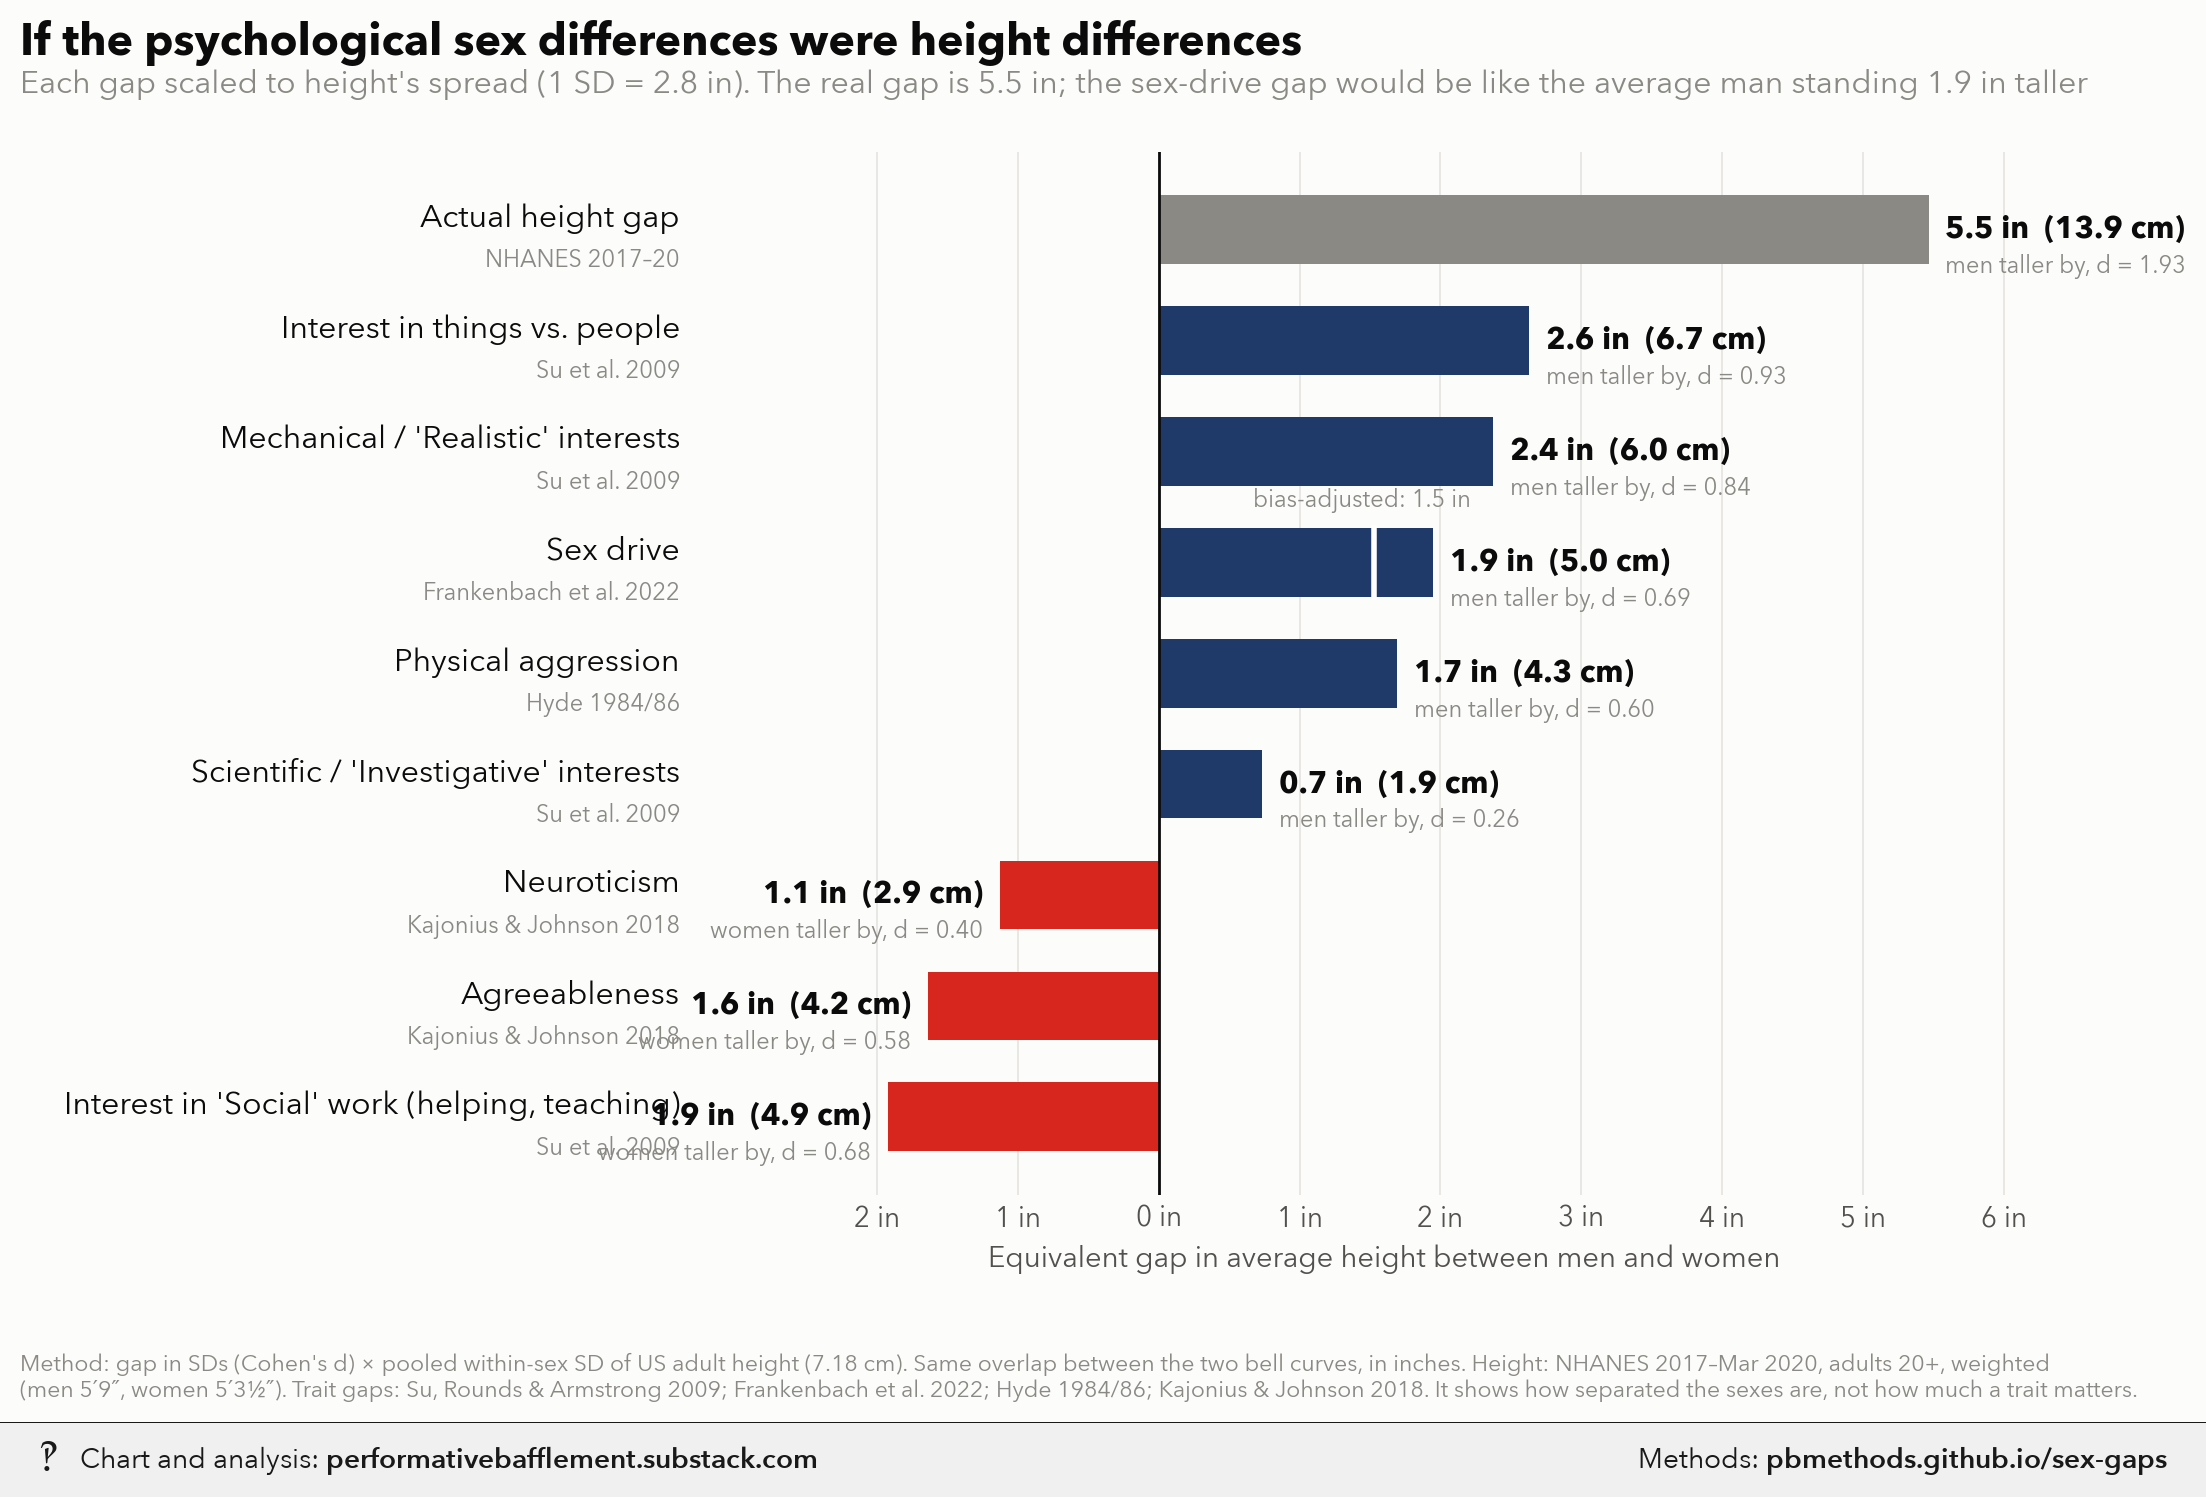 If the psychological sex differences were height differences
Each gap scaled to height's spread (1 SD = 2.8 in). The real gap is 5.5 in; the sex-drive gap would be like the average man standing 1.9 in taller
Actual height gap
NHANES 2017–20
5.5 in (13.9 cm)
men taller by, d = 1.93
Interest in things vs. people
Su et al. 2009
2.6 in (6.7 cm)
men taller by, d = 0.93
Mechanical / 'Realistic' interests
Su et al. 2009
2.4 in (6.0 cm)
men taller by, d = 0.84
bias-adjusted: 1.5 in
Sex drive
Frankenbach et al. 2022
1.9 in (5.0 cm)
men taller by, d = 0.69
Physical aggression
Hyde 1984/86
1.7 in (4.3 cm)
men taller by, d = 0.60
Scientific / 'Investigative' interests
Su et al. 2009
0.7 in (1.9 cm)
men taller by, d = 0.26
Neuroticism
Kajonius & Johnson 2018
1.1 in (2.9 cm)
women taller by, d = 0.40
Agreeableness
Kajonius & Johnson 2018
1.6 in (4.2 cm)
women taller by, d = 0.58
Interest in 'Social' work (helping, teaching)
Su et al. 2009
1.9 in (4.9 cm)
women taller by, d = 0.68
2 in 1 in 0 in 1 in 2 in 3 in 4 in 5 in 6 in
Equivalent gap in average height between men and women
Method: gap in SDs (Cohen's d) × pooled within-sex SD of US adult height (7.18 cm). Same overlap between the two bell curves, in inches. Height: NHANES 2017–Mar 2020, adults 20+, weighted
(men 5′9″, women 5′3½″). Trait gaps: Su, Rounds & Armstrong 2009; Frankenbach et al. 2022; Hyde 1984/86; Kajonius & Johnson 2018. It shows how separated the sexes are, not how much a trait matters.
‽ Chart and analysis: performativebafflement.substack.com
Methods: pbmethods.github.io/sex-gaps